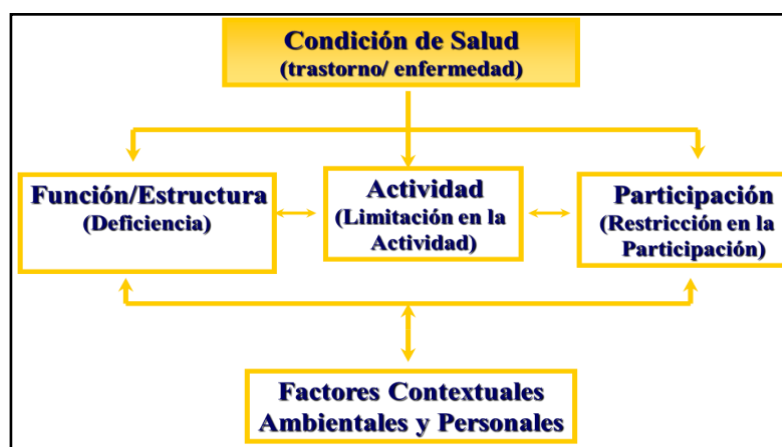 Condición de Salud
(trastorno/ enfermedad)
Función/Estructura
(Deficiencia)
Actividad
(Limitación en la
Actividad)
Participación
(Restricción en la
Participación)
Factores Contextuales
Ambientales y Personales